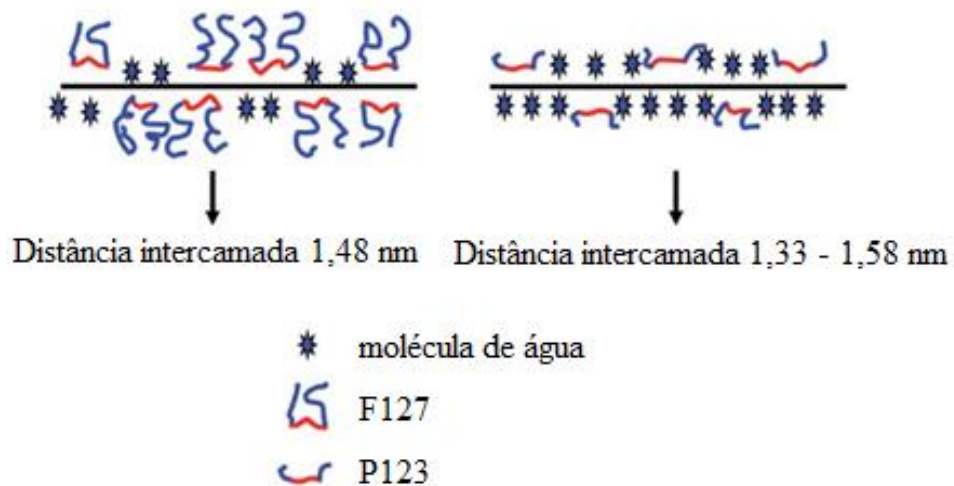 Distância intercamada 1,48 nm
Distância intercamada 1,33 - 1,58 nm
molécula de água
F127
P123